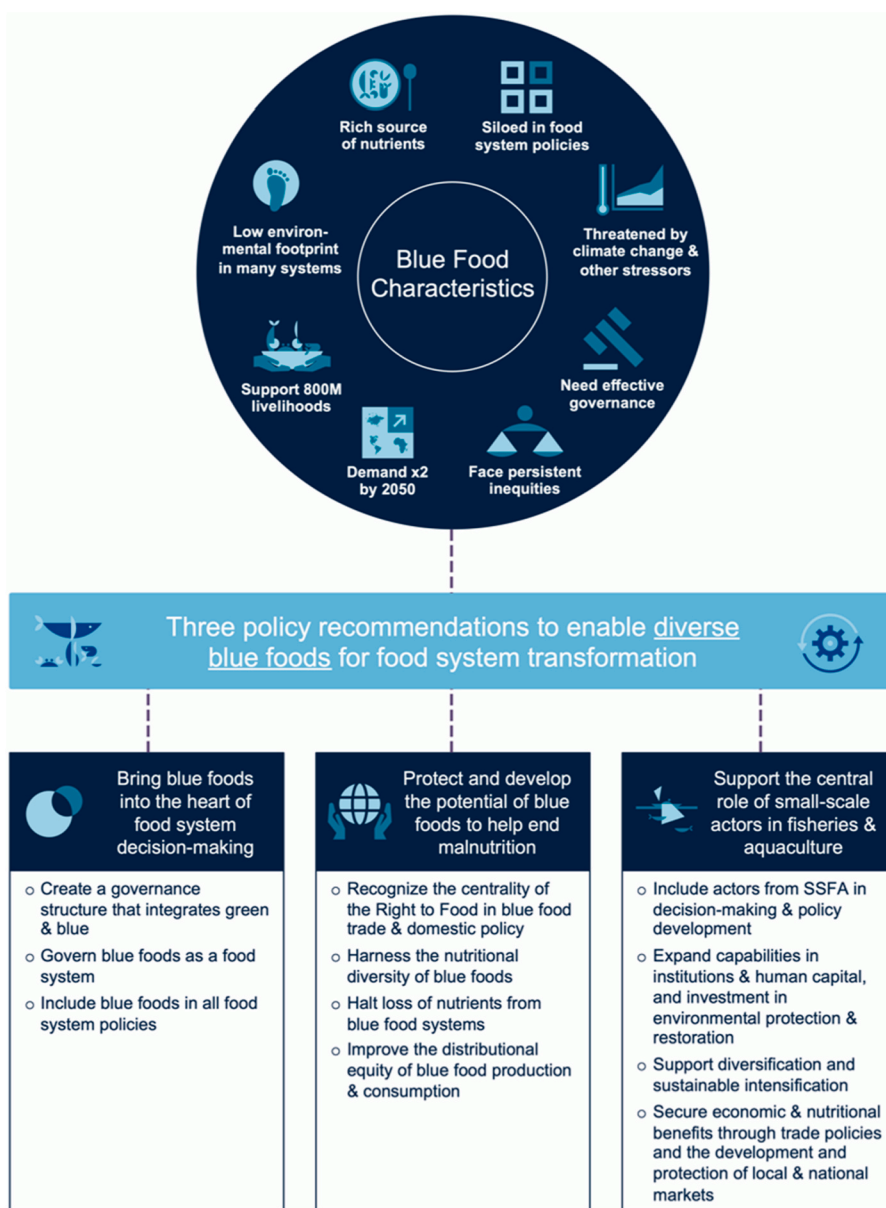 Rich source
of nutrients
Siloed in food
system policies
Low environ-
mental footprint
in many systems
Threatened by
climate change &
other stressors
Blue Food
Characteristics
Support 800M
livelihoods
Need effective
governance
Demand x2
by 2050
Face persistent
inequities
Three policy recommendations to enable diverse
blue foods for food system transformation
Bring blue foods
into the heart of
food system
decision-making
o Create a governance
structure that integrates green
& blue
o Govern blue foods as a food
system
o Include blue foods in all food
system policies
Protect and develop
the potential of blue
foods to help end
malnutrition
o Recognize the centrality of
the Right to Food in blue food
trade & domestic policy
o Harness the nutritional
diversity of blue foods
o Halt loss of nutrients from
blue food systems
o Improve the distributional
equity of blue food production
& consumption
Support the central
role of small-scale
actors in fisheries &
aquaculture
o Include actors from SSFA in
decision-making & policy
development
o Expand capabilities in
institutions & human capital,
and investment in
environmental protection &
restoration
o Support diversification and
sustainable intensification
o Secure economic & nutritional
benefits through trade policies
and the development and
protection of local & national
markets